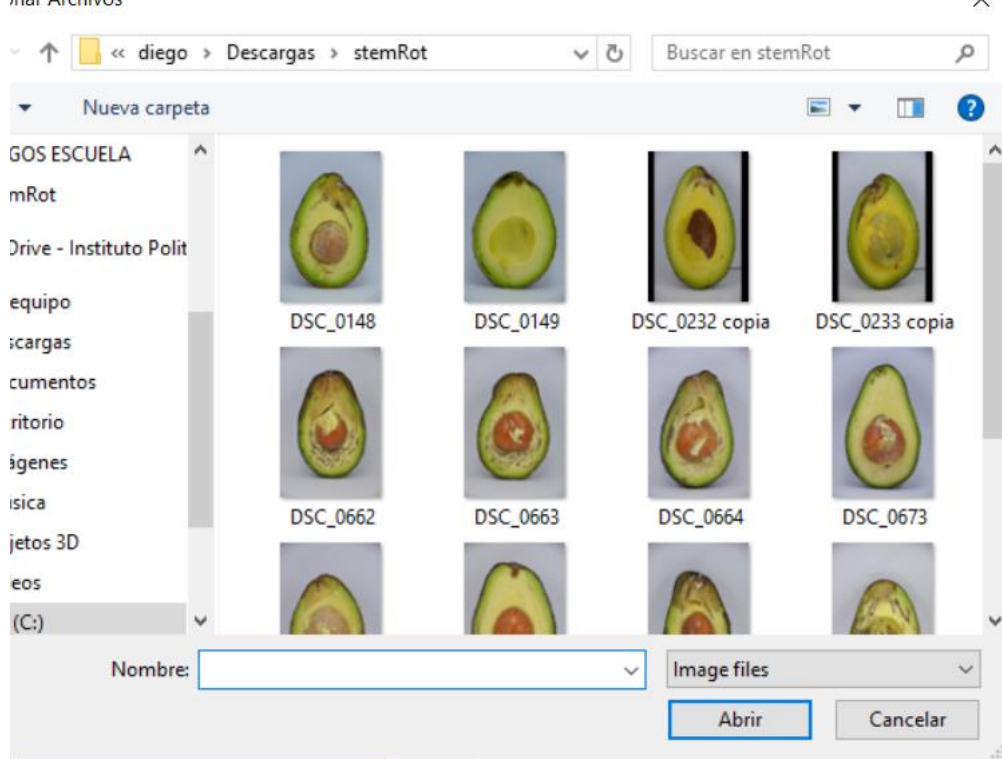 Archivos
« diego › Descargas › stemRot
Buscar en stemRot
Nueva carpeta
GOS ESCUELA
mRot
Drive - Instituto Polit
equipo
scargas
cumentos
ritorio
ágenes
sica
jetos 3D
eos
(C:)
DSC_0148 DSC_0149 DSC_0232 copia DSC_0233 copia
DSC_0662 DSC_0663 DSC_0664 DSC_0673
Nombre:
Image files
Abrir Cancelar